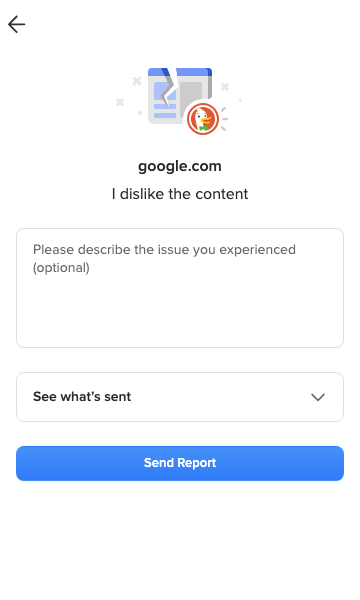 google.com
I dislike the content
Please describe the issue you experienced
(optional)
See what's sent
Send Report